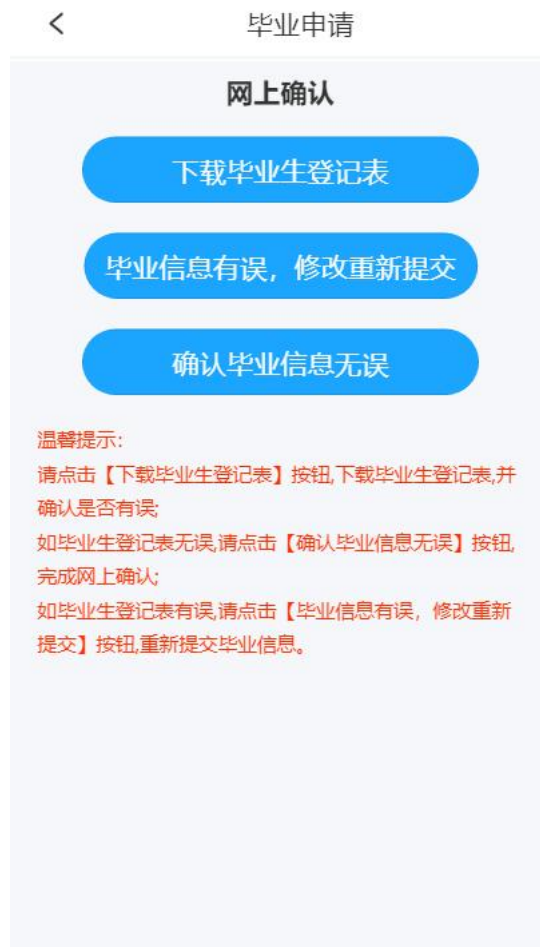 毕业申请
网上确认
下载毕业生登记表
毕业信息有误，修改重新提交
确认毕业信息无误
温馨提示：
请点击【下载毕业生登记表】按钮,下载毕业生登记表,并
确认是否有误;
如毕业生登记表无误,请点击【确认毕业信息无误】按钮,
完成网上确认;
如毕业生登记表有误,请点击【毕业信息有误，修改重新
提交】按钮,重新提交毕业信息。